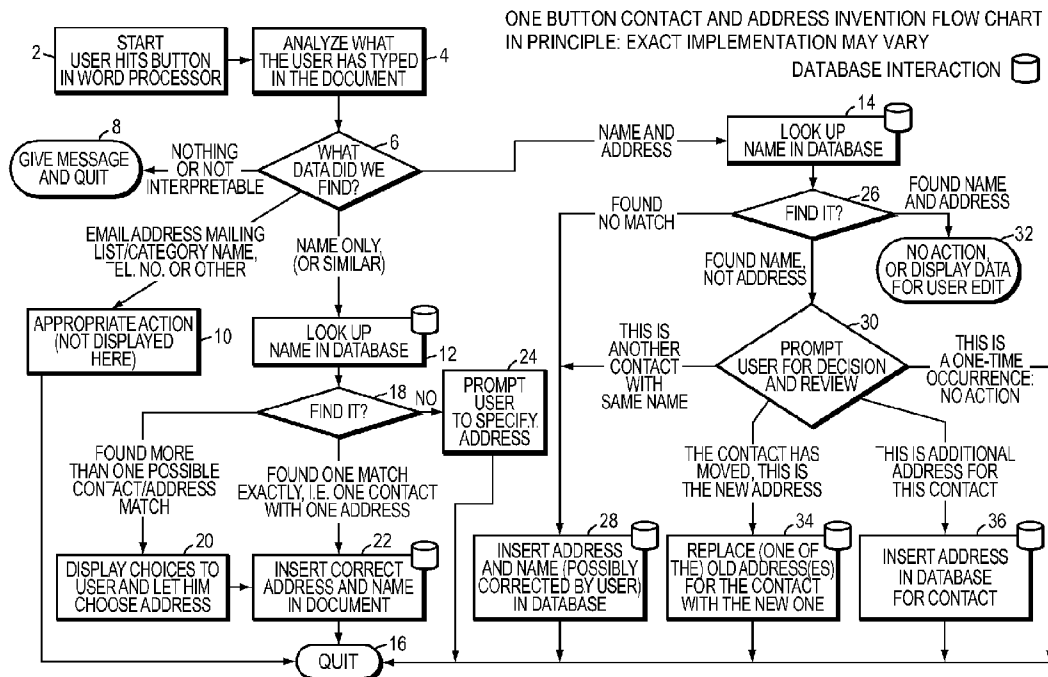 ONE BUTTON CONTACT AND ADDRESS INVENTION FLOW CHART
IN PRINCIPLE: EXACT IMPLEMENTATION MAY VARY
DATABASE INTERACTION
2
START
USER HITS BUTTON
IN WORD PROCESSOR
ANALYZE WHAT
THE USER HAS TYPED
IN THE DOCUMENT
4
6
WHAT
DATA DID WE
FIND?
8
GIVE MESSAGE
AND QUIT
NOTHING
OR NOT
INTERPRETABLE
EMAIL ADDRESS MAILING
LIST/CATEGORY NAME,
TEL. NO. OR OTHER
APPROPRIATE ACTION
(NOT DISPLAYED
HERE)
10
NAME ONLY,
(OR SIMILAR)
LOOK UP
NAME IN DATABASE
12
18
FIND IT?
NO
24
PROMPT
USER
TO SPECIFY
ADDRESS
FOUND MORE
THAN ONE POSSIBLE
CONTACT/ADDRESS
MATCH
FOUND ONE MATCH
EXACTLY, I.E. ONE CONTACT
WITH ONE ADDRESS
20
DISPLAY CHOICES TO
USER AND LET HIM
CHOOSE ADDRESS
22
INSERT CORRECT
ADDRESS AND NAME
IN DOCUMENT
16
QUIT
NAME AND
ADDRESS
14
LOOK UP
NAME IN DATABASE
26
FIND IT?
FOUND
NO MATCH
FOUND NAME
AND ADDRESS
32
NO ACTION,
OR DISPLAY DATA
FOR USER EDIT
FOUND NAME,
NOT ADDRESS
30
PROMPT
USER FOR DECISION
AND REVIEW
THIS IS
ANOTHER
CONTACT
WITH
SAME NAME
THIS IS
A ONE-TIME
OCCURRENCE:
NO ACTION
THE CONTACT HAS
MOVED, THIS IS
THE NEW ADDRESS
THIS IS ADDITIONAL
ADDRESS FOR
THIS CONTACT
28
INSERT ADDRESS
AND NAME (POSSIBLY
CORRECTED BY USER)
IN DATABASE
34
REPLACE (ONE OF
THE) OLD ADDRESS(ES)
FOR THE CONTACT
WITH THE NEW ONE
36
INSERT ADDRESS
IN DATABASE
FOR CONTACT